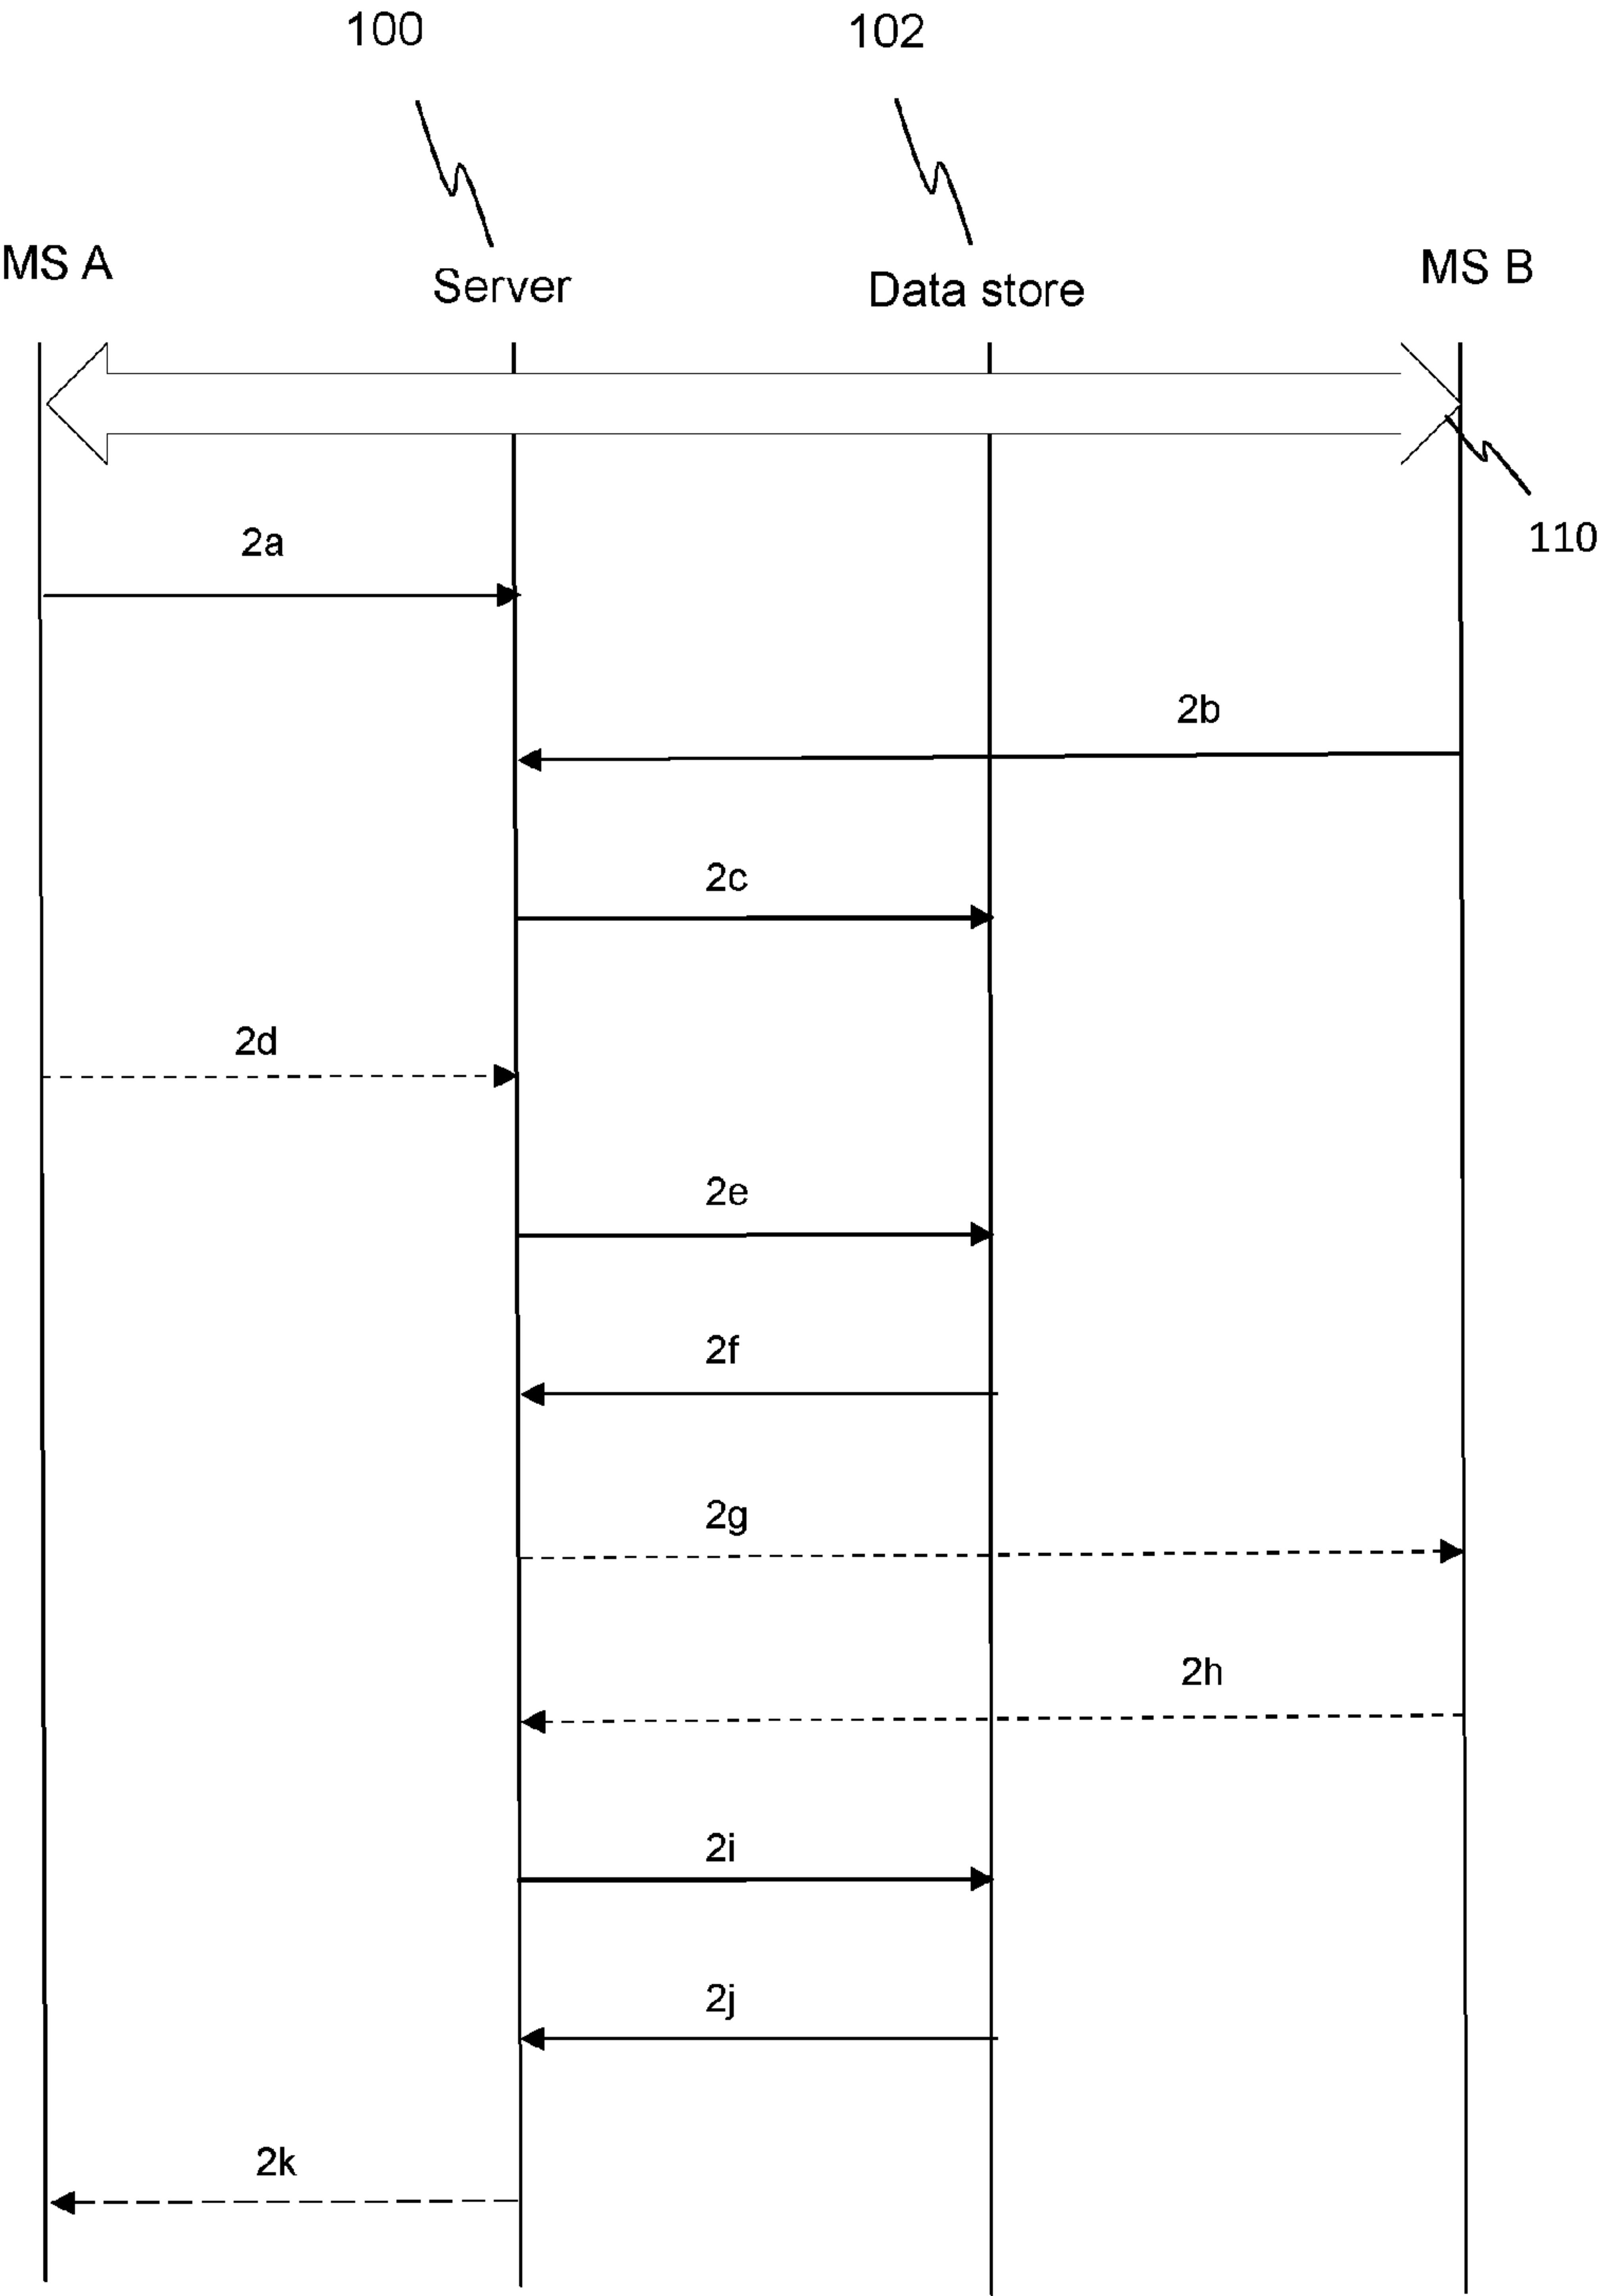 100
102
MS A
Server
Data store
MS B
110
2a
2b
2c
2d
2e
2f
2g
2h
2i
2j
2k